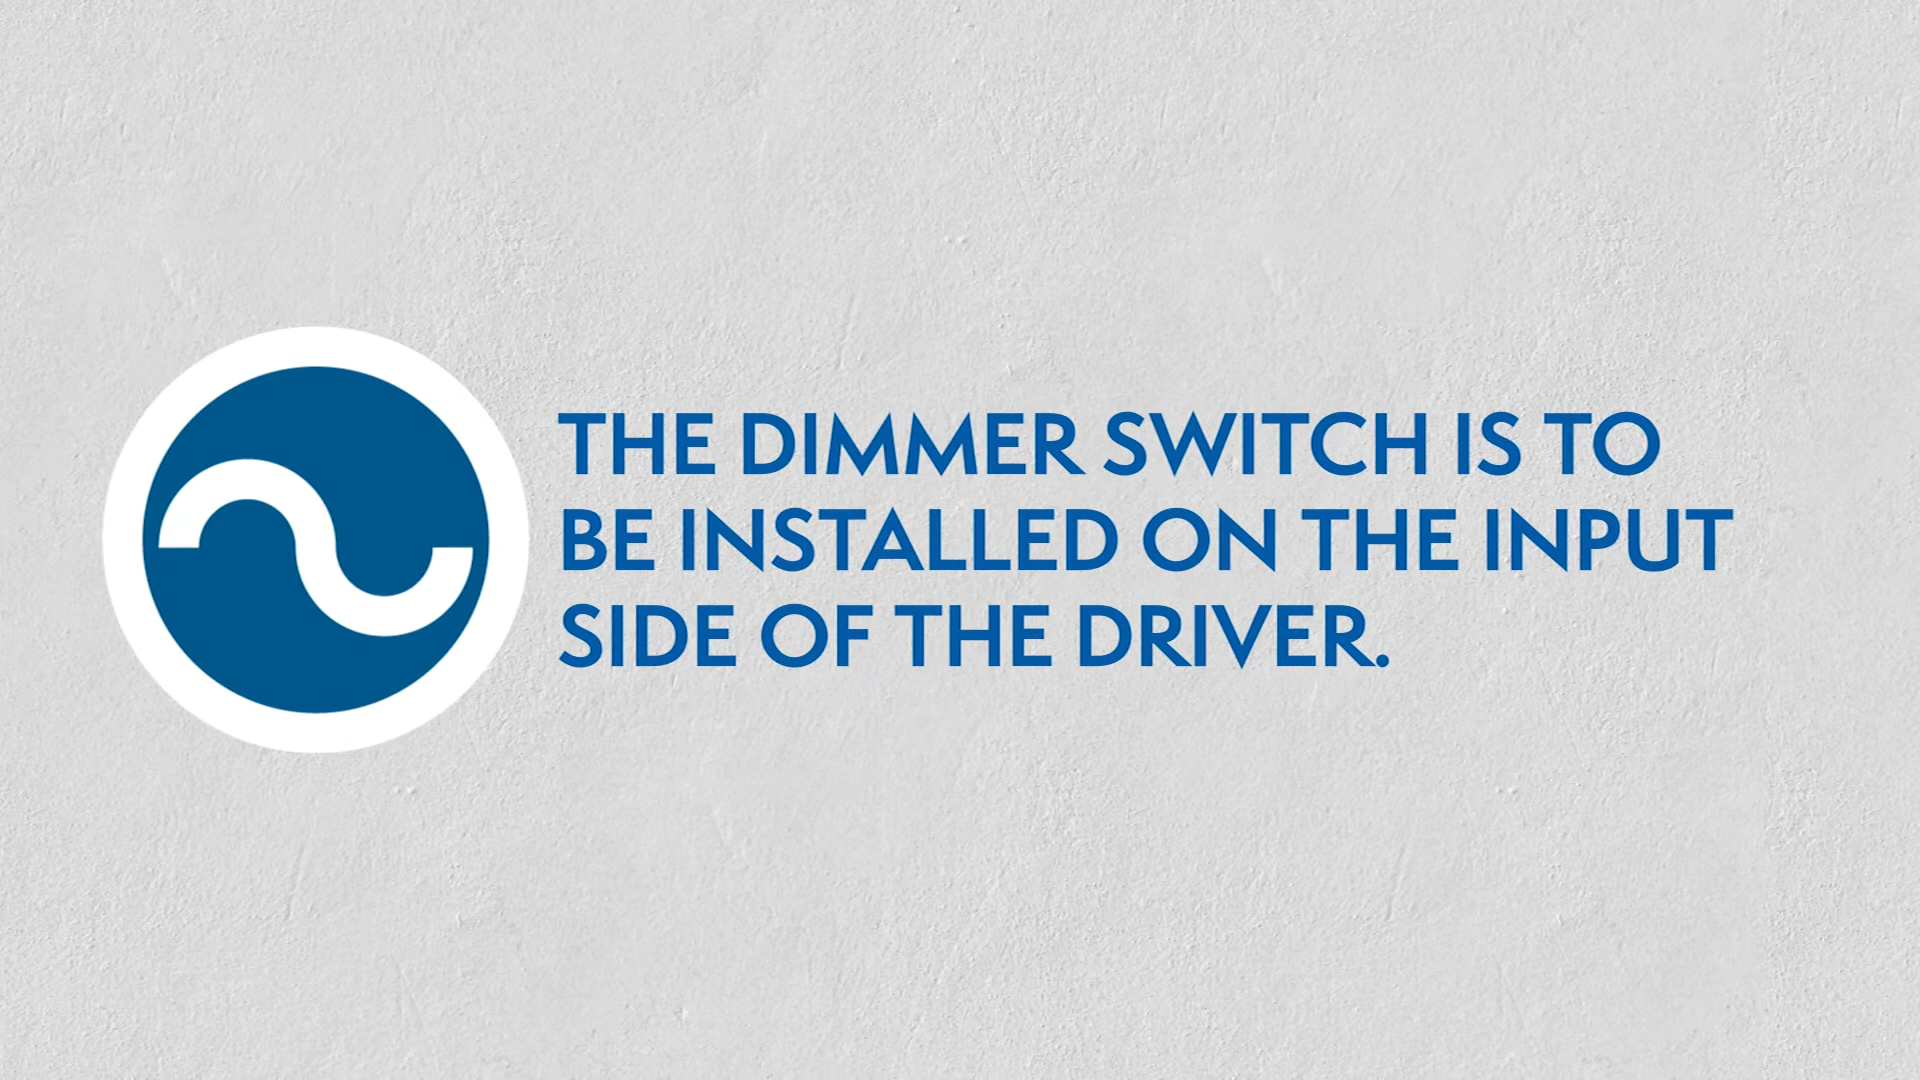 THE DIMMER SWITCH IS TO
BE INSTALLED ON THE INPUT
SIDE OF THE DRIVER.